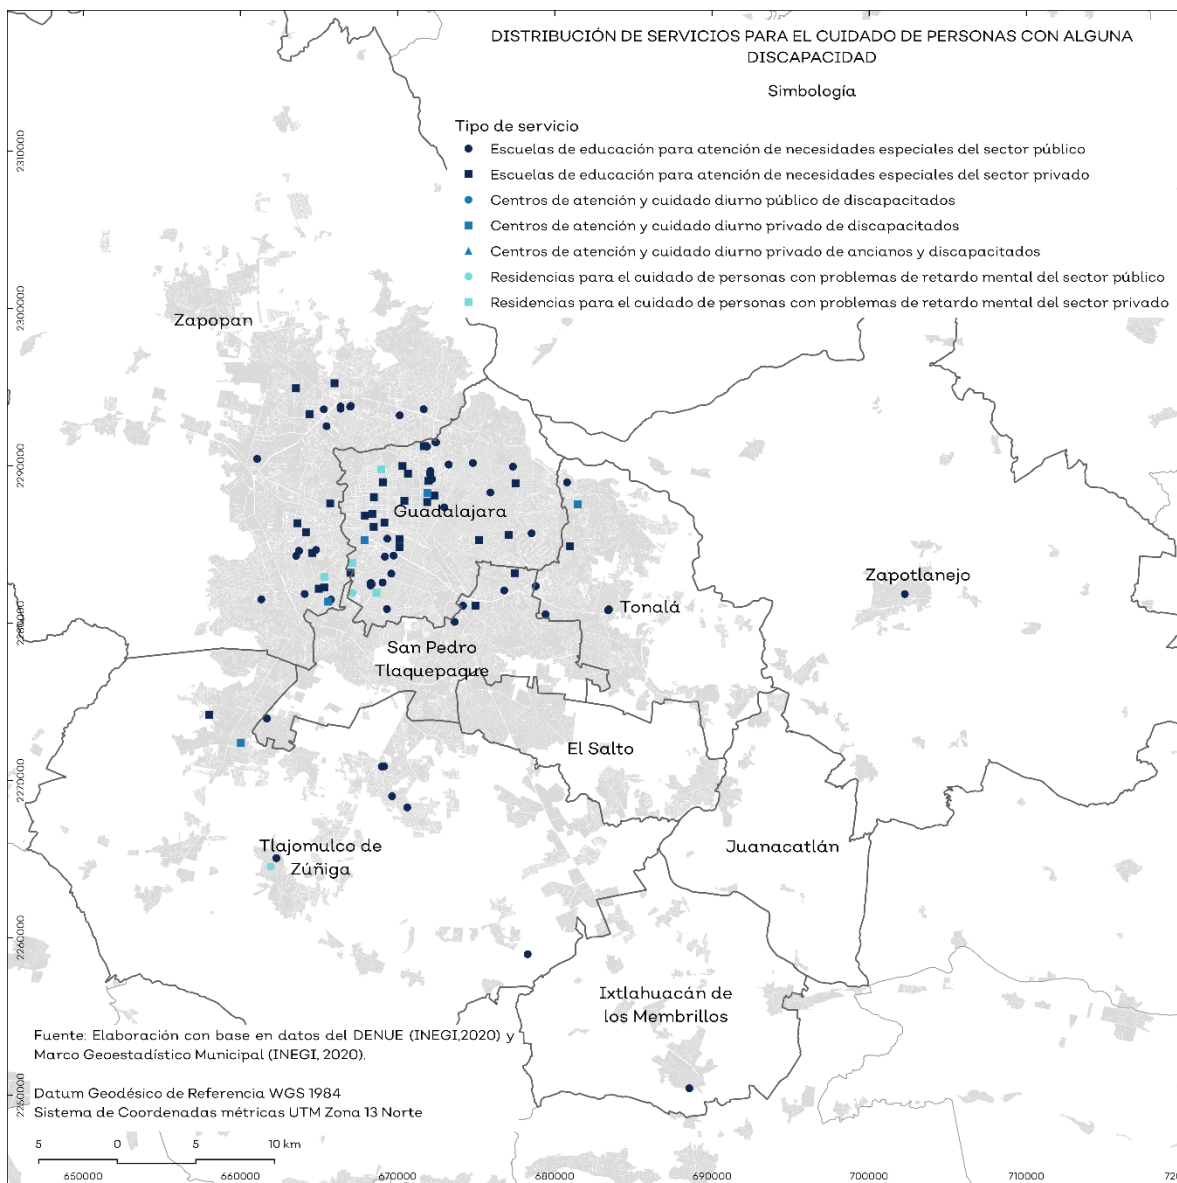 DISTRIBUCIÓN DE SERVICIOS PARA EL CUIDADO DE PERSONAS CON ALGUNA
DISCAPACIDAD
Simbología
Tipo de servicio
Escuelas de educación para atención de necesidades especiales del sector público
Escuelas de educación para atención de necesidades especiales del sector privado
Centros de atención y cuidado diurno público de discapacitados
Centros de atención y cuidado diurno privado de discapacitados
Centros de atención y cuidado diurno privado de ancianos y discapacitados
Residencias para el cuidado de personas con problemas de retardo mental del sector público
Residencias para el cuidado de personas con problemas de retardo mental del sector privado
2310000
2300000
2290000
2280000
2270000
2260000
2250000
Zapopan
Guadalajara
Zapotlanejo
Tonalá
San Pedro
Tlaquepaque
El Salto
Tlajomulco de
Zúñiga
Juanacatlán
Ixtlahuacán de
los Membrillos
Fuente: Elaboración con base en datos del DENUE (INEGI,2020) y
Marco Geoestadístico Municipal (INEGI, 2020).
Datum Geodésico de Referencia WGS 1984
Sistema de Coordenadas métricas UTM Zona 13 Norte
5 0 5 10 km
650000 660000 670000 680000 690000 700000 710000 720